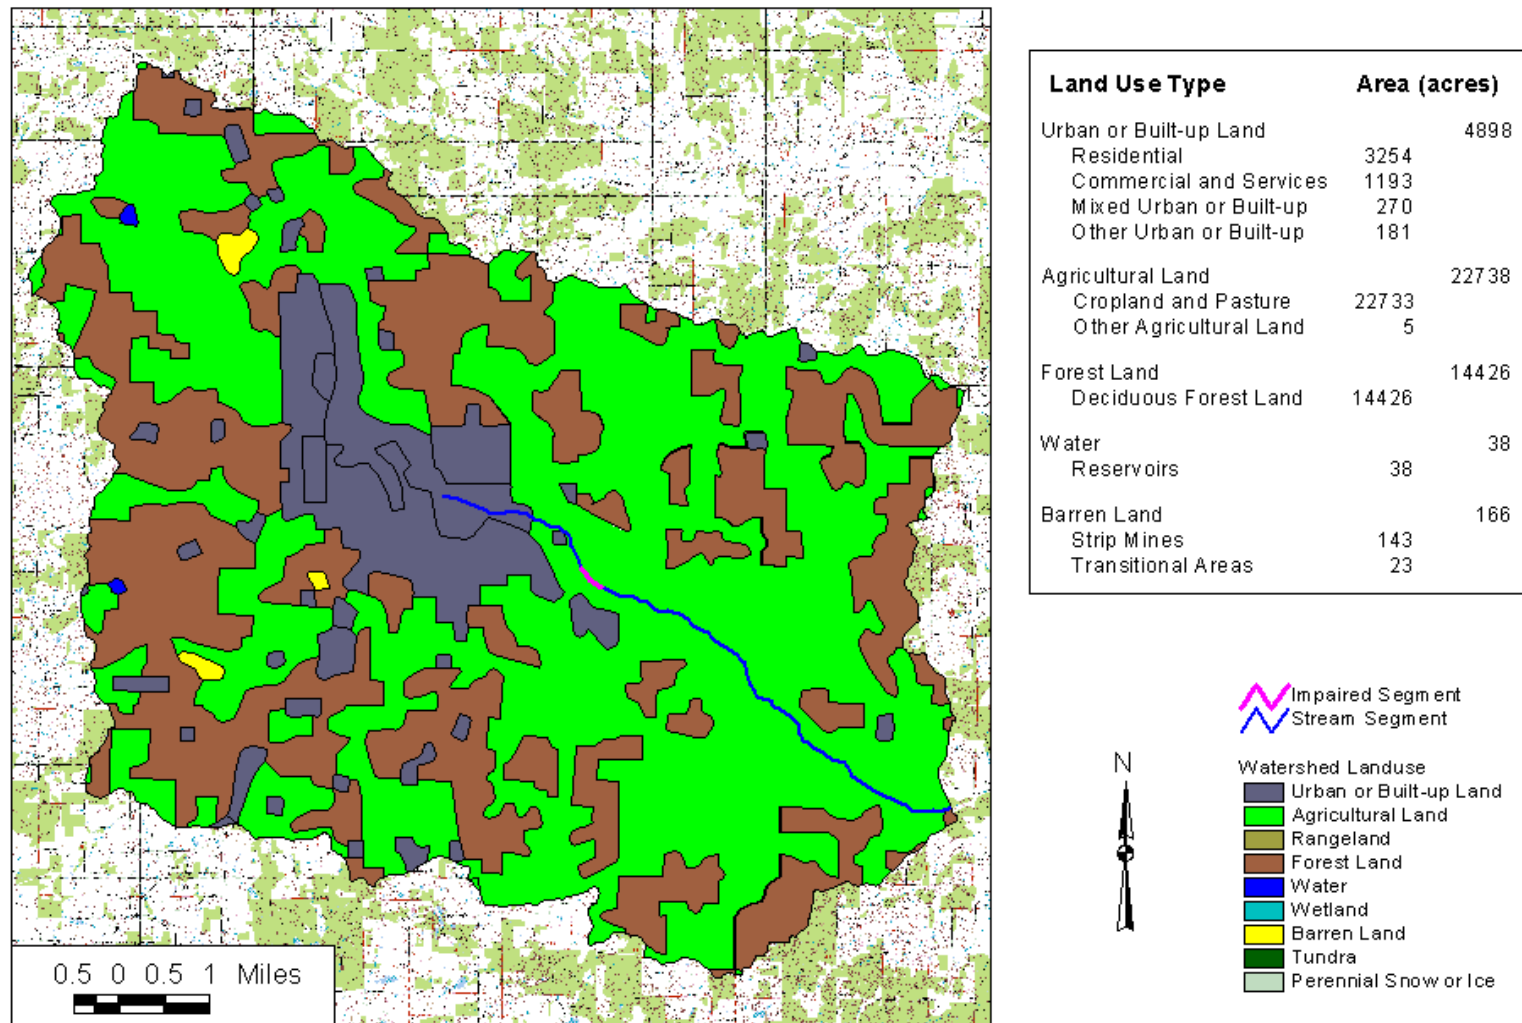 Land Use Type Area (acres)
Urban or Built-up Land 4898
Residential 3254
Commercial and Services 1193
Mixed Urban or Built-up 270
Other Urban or Built-up 181
Agricultural Land 22738
Cropland and Pasture 22733
Other Agricultural Land 5
Forest Land 14426
Deciduous Forest Land 14426
Water 38
Reservoirs 38
Barren Land 166
Strip Mines 143
Transitional Areas 23
Impaired Segment
Stream Segment
N
Watershed Landuse
Urban or Built-up Land
Agricultural Land
Rangeland
Forest Land
Water
Wetland
Barren Land
Tundra
Perennial Snow or Ice
0.5 0 0.5 1 Miles